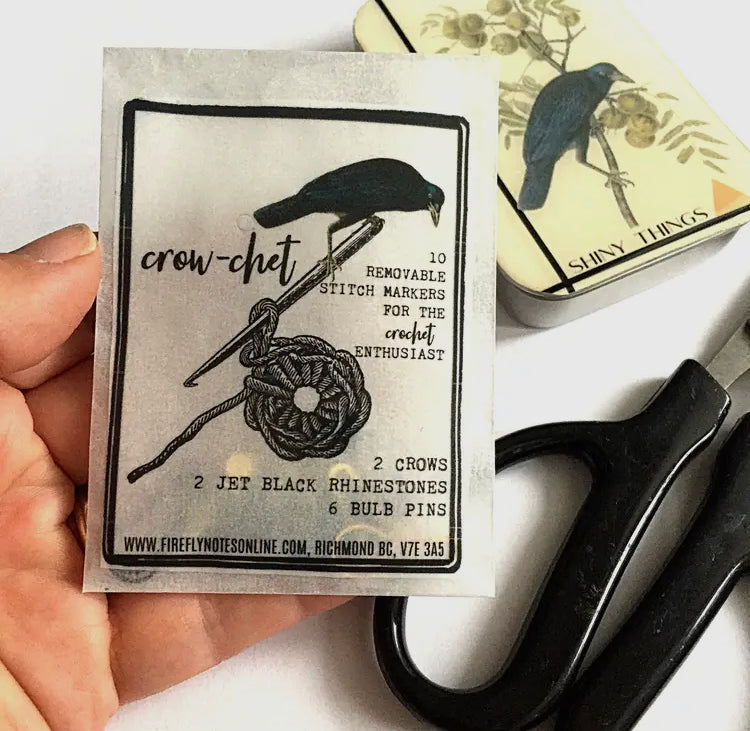 crow-chet
10
REMOVABLE
STITCH MARKERS
FOR THE
crochet
ENTHUSIAST
2 CROWS
2 JET BLACK RHINESTONES
6 BULB PINS
WWW.FIREFLYNOTESONLINE.COM, RICHMOND BC, V7E 3A5
SHINY THINGS